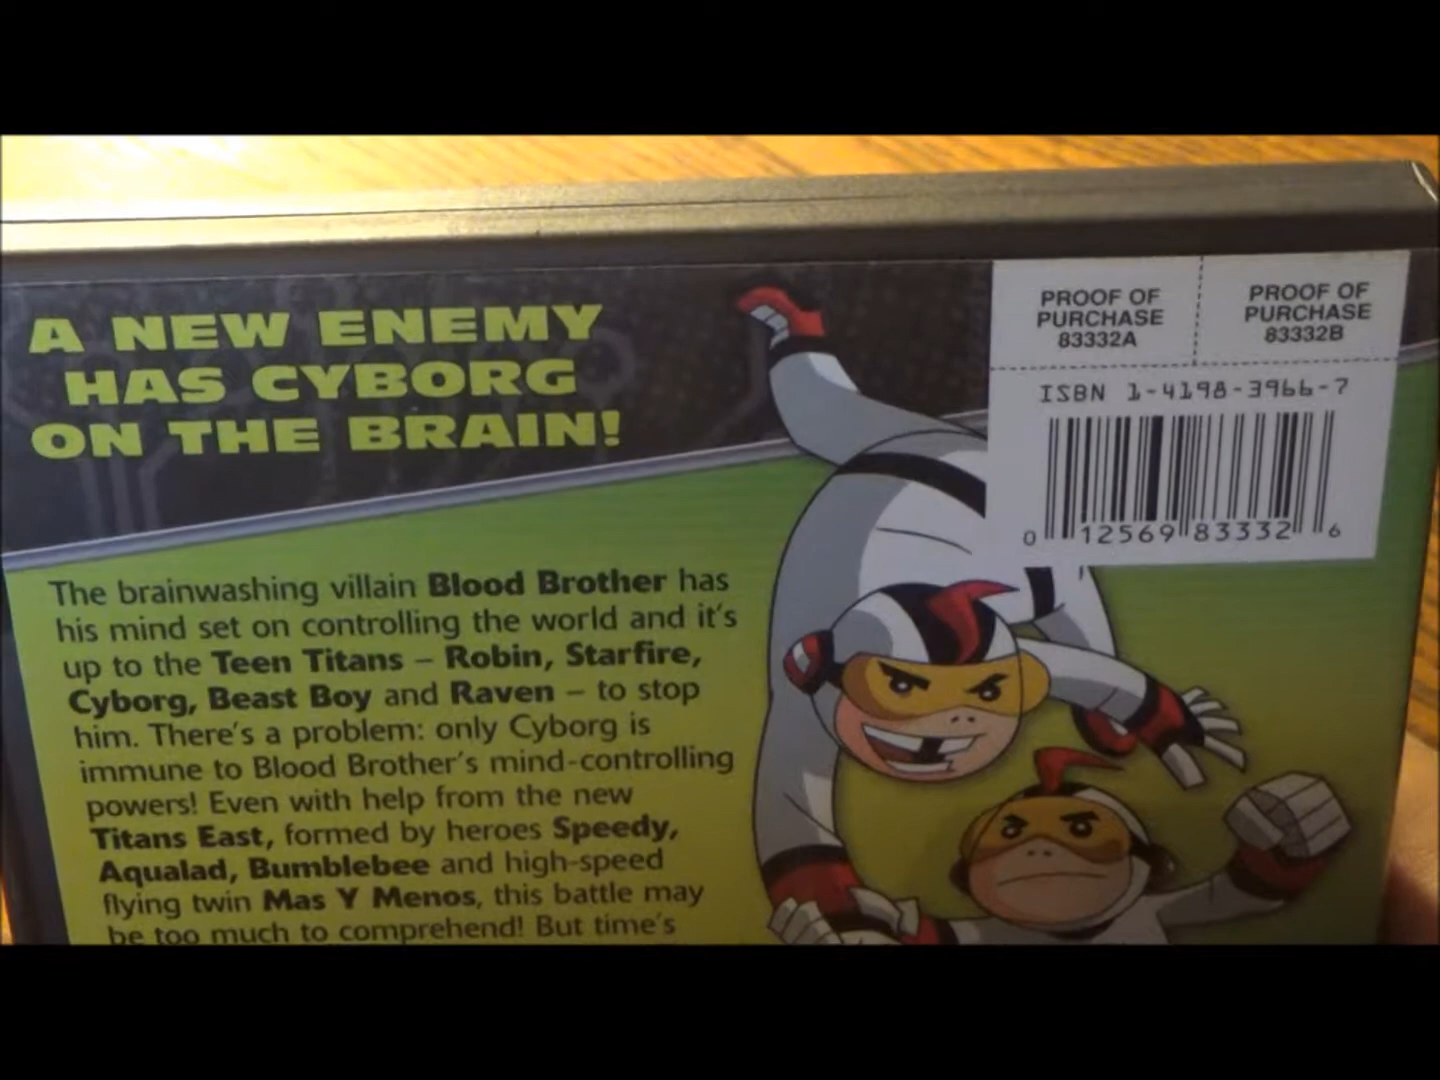 A NEW ENEMY
HAS CYBORG
ON THE BRAIN!
The brainwashing villain Blood Brother has
his mind set on controlling the world and it's
up to the Teen Titans – Robin, Starfire,
Cyborg, Beast Boy and Raven – to stop
him. There's a problem: only Cyborg is
immune to Blood Brother's mind-controlling
powers! Even with help from the new
Titans East, formed by heroes Speedy,
Aqualad, Bumblebee and high-speed
flying twin Mas Y Menos, this battle may
be too much to comprehend! But time's
PROOF OF
PURCHASE
83332A
PROOF OF
PURCHASE
83332B
ISBN 1-4198-3966-7
0 12569 83332 6